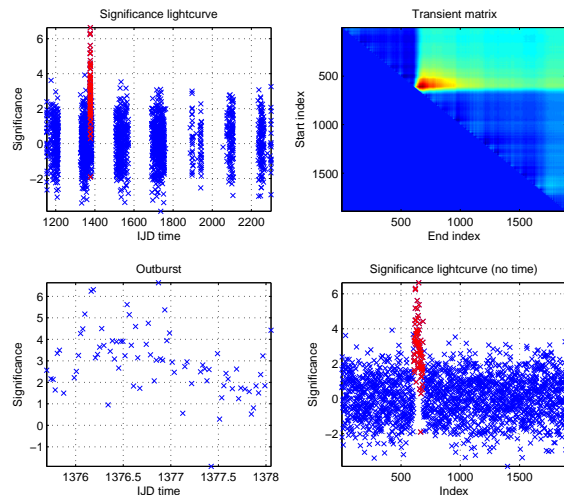 Significance lightcurve
Significance
6
4
2
0
−2
1200 1400 1600 1800 2000 2200
IJD time
Transient matrix
Start index
500
1000
1500
500 1000 1500
End index
Outburst
Significance
6
5
4
3
2
1
0
−1
1376 1376.5 1377 1377.5 1378
IJD time
Significance lightcurve (no time)
Significance
6
4
2
0
−2
500 1000 1500
Index